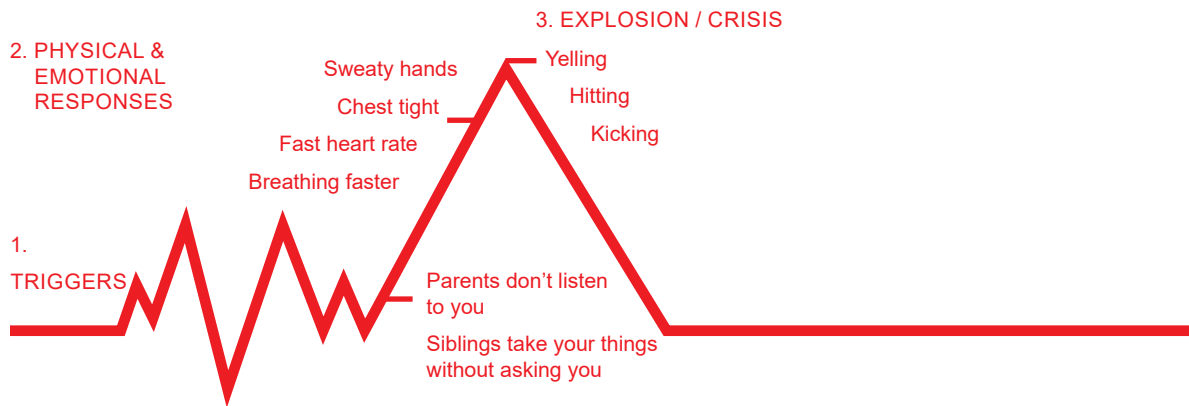 3. EXPLOSION / CRISIS
2. PHYSICAL &
EMOTIONAL
RESPONSES
Sweaty hands
Chest tight
Fast heart rate
Breathing faster
Yelling
Hitting
Kicking
1.
TRIGGERS
Parents don’t listen
to you
Siblings take your things
without asking you